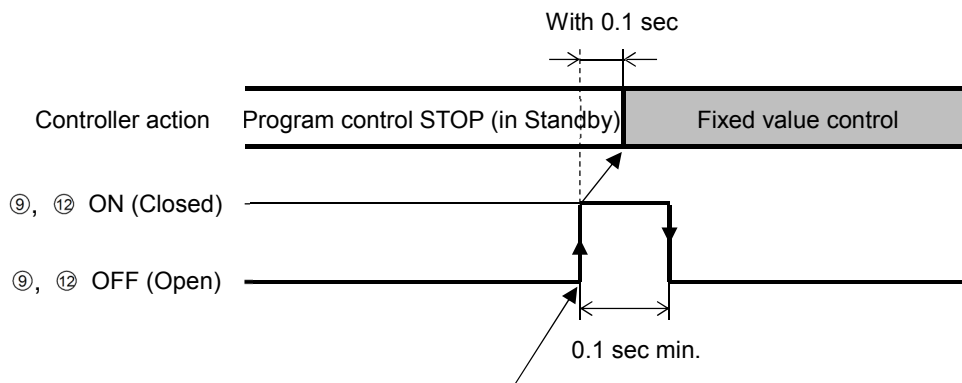 With 0.1 sec
Controller action Program control STOP (in Standby) Fixed value control
⑨, ⑫ ON (Closed)
⑨, ⑫ OFF (Open)
0.1 sec min.